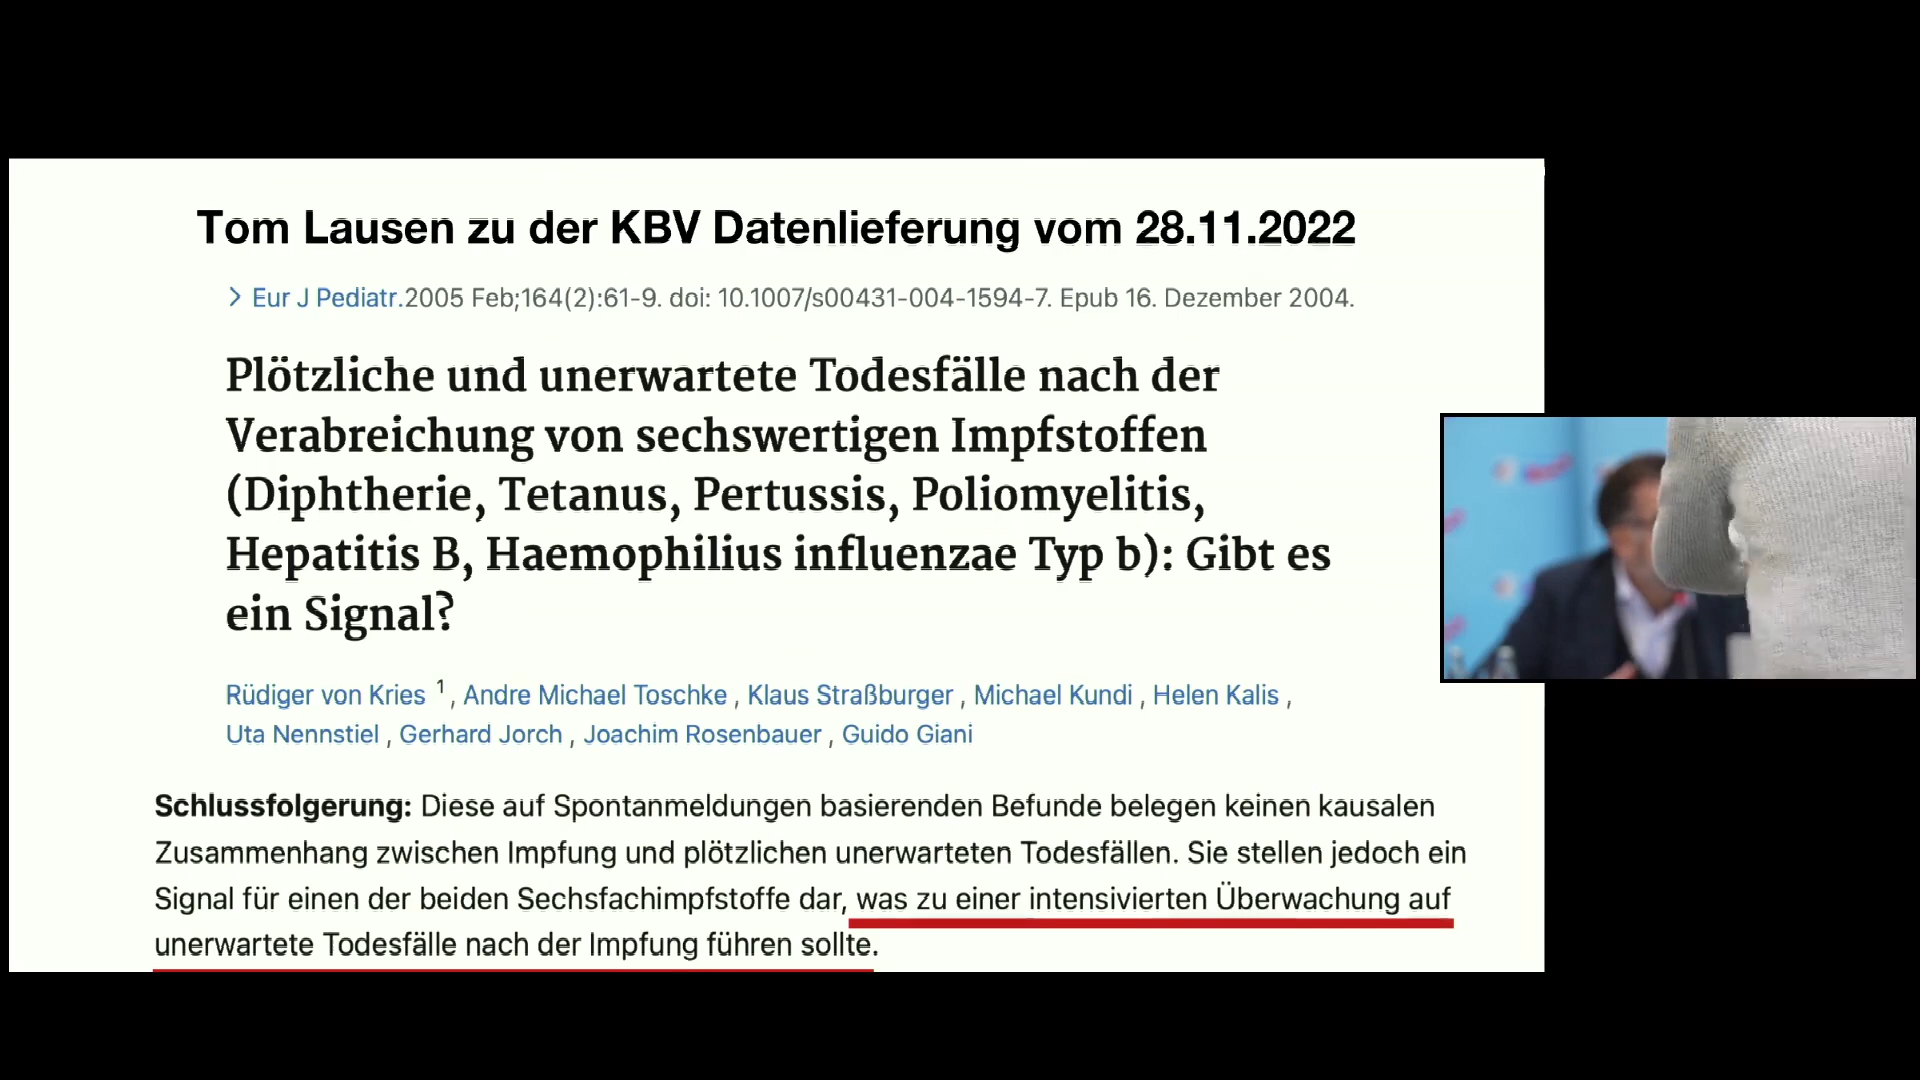 Tom Lausen zu der KBV Datenlieferung vom 28.11.2022
> Eur J Pediatr.2005 Feb;164(2):61-9. doi: 10.1007/s00431-004-1594-7. Epub 16. Dezember 2004.
Plötzliche und unerwartete Todesfälle nach der
Verabreichung von sechswertigen Impfstoffen
(Diphtherie, Tetanus, Pertussis, Poliomyelitis,
Hepatitis B, Haemophilius influenzae Typ b): Gibt es
ein Signal?
Rüdiger von Kries 1 , Andre Michael Toschke , Klaus Straßburger , Michael Kundi , Helen Kalis ,
Uta Nennstiel , Gerhard Jorch , Joachim Rosenbauer , Guido Giani
Schlussfolgerung: Diese auf Spontanmeldungen basierenden Befunde belegen keinen kausalen
Zusammenhang zwischen Impfung und plötzlichen unerwarteten Todesfällen. Sie stellen jedoch ein
Signal für einen der beiden Sechsfachimpfstoffe dar, was zu einer intensivierten Überwachung auf
unerwartete Todesfälle nach der Impfung führen sollte.